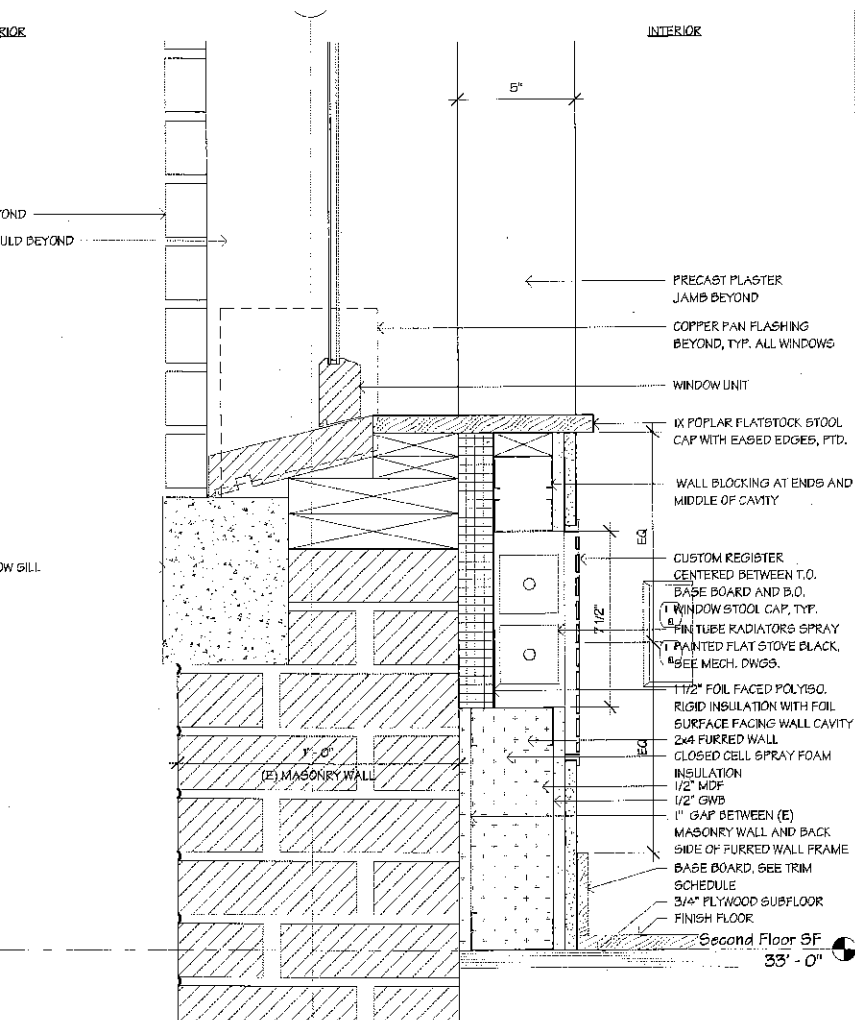 RIOR
INTERIOR
5"
YOND
ULD BEYOND
PRECAST PLASTER
JAMB BEYOND
COPPER PAN FLASHING
BEYOND, TYP. ALL WINDOWS
WINDOW UNIT
1X POPLAR FLATSTOCK STOOL
CAP WITH EASED EDGES, PTD.
WALL BLOCKING AT ENDS AND
MIDDLE OF CAVITY
EQ
OW SILL
CUSTOM REGISTER
CENTERED BETWEEN T.O.
BASE BOARD AND B.O.
WINDOW STOOL CAP, TYP.
7 1/2"
FIN TUBE RADIATORS SPRAY
PAINTED FLAT STOVE BLACK,
SEE MECH. DWGS.
1 1/2" FOIL FACED POLYISO.
RIGID INSULATION WITH FOIL
SURFACE FACING WALL CAVITY
2x4 FURRED WALL
EQ
1' - 0"
(E) MASONRY WALL
CLOSED CELL SPRAY FOAM
INSULATION
1/2" MDF
1/2" GWB
1" GAP BETWEEN (E)
MASONRY WALL AND BACK
SIDE OF FURRED WALL FRAME
BASE BOARD, SEE TRIM
SCHEDULE
3/4" PLYWOOD SUBFLOOR
FINISH FLOOR
Second Floor SF
33' - 0"